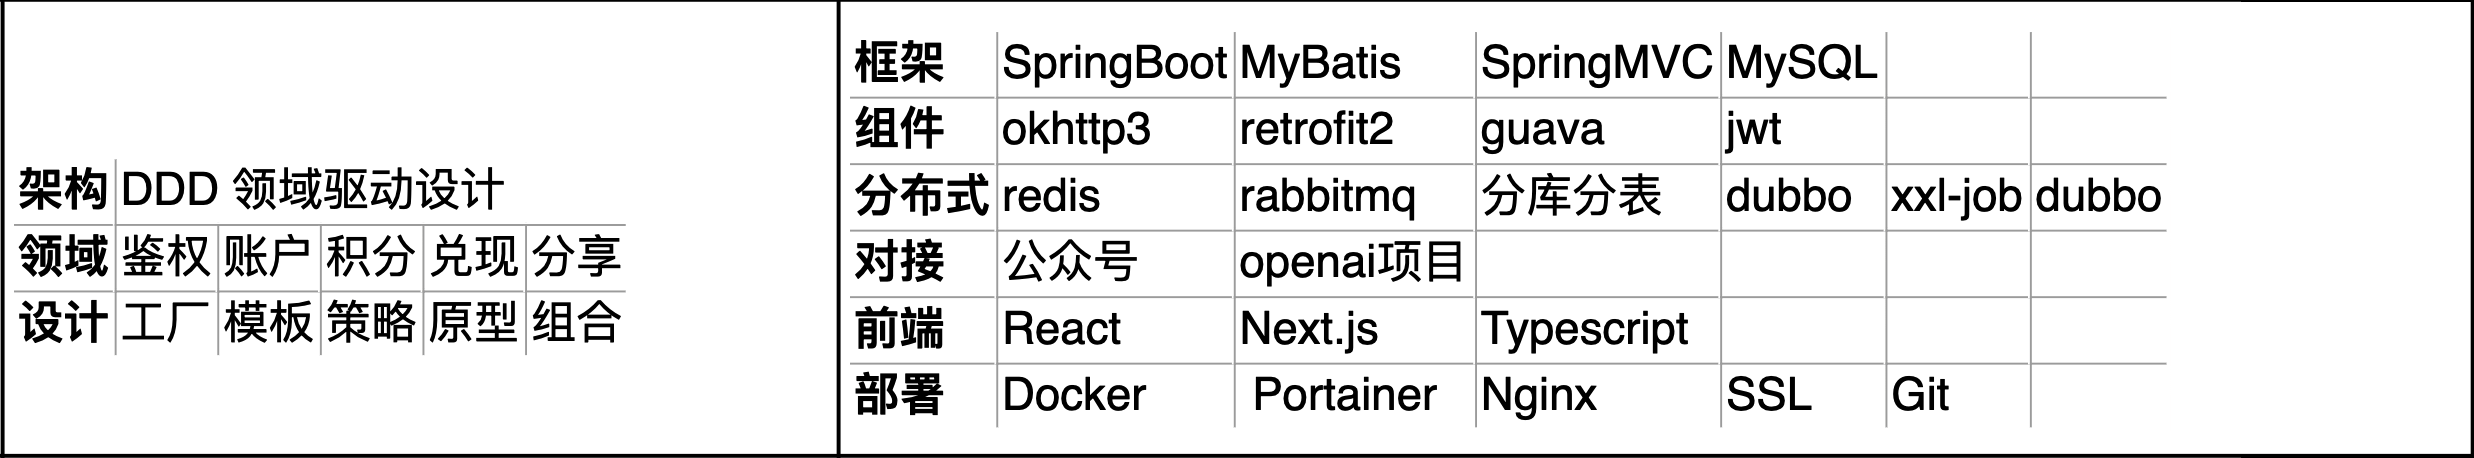 架构 DDD 领域驱动设计
领域 鉴权 账户 积分 兑现 分享
设计 工厂 模板 策略 原型 组合
框架 SpringBoot MyBatis SpringMVC MySQL
组件 okhttp3 retrofit2 guava jwt
分布式 redis rabbitmq 分库分表 dubbo xxl-job dubbo
对接 公众号 openai项目
前端 React Next.js Typescript
部署 Docker Portainer Nginx SSL Git